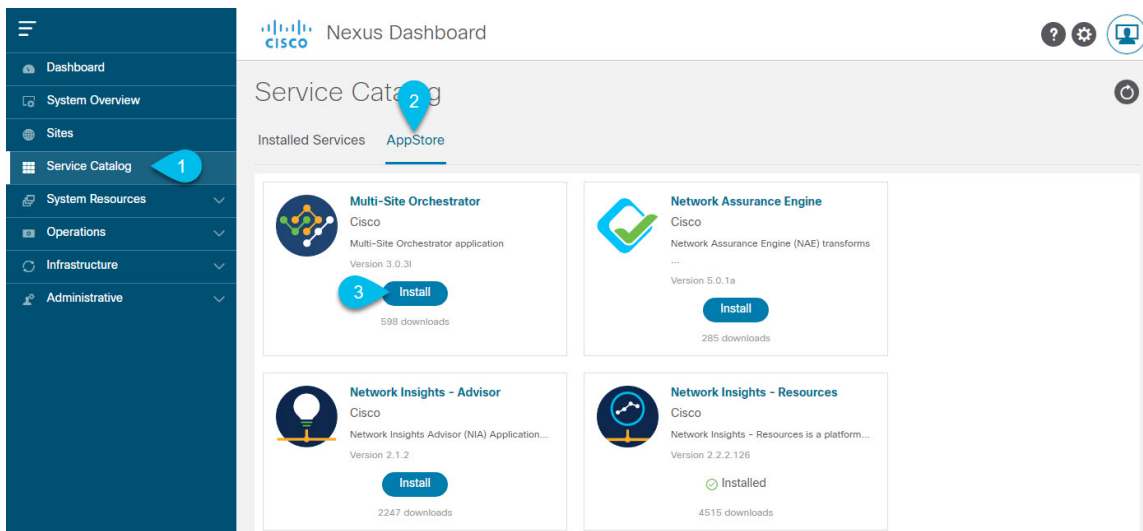 CISCO
Nexus Dashboard
?
Dashboard
System Overview
Sites
Service Catalog
1
System Resources
Operations
Infrastructure
Administrative
Service Catalog
2
Installed Services
AppStore
Multi-Site Orchestrator
Cisco
Multi-Site Orchestrator application
Version 3.0.3l
3
Install
598 downloads
Network Assurance Engine
Cisco
Network Assurance Engine (NAE) transforms
...
Version 5.0.1a
Install
285 downloads
Network Insights - Advisor
Cisco
Network Insights Advisor (NIA) Application...
Version 2.1.2
Install
2247 downloads
Network Insights - Resources
Cisco
Network Insights - Resources is a platform...
Version 2.2.2.126
Installed
4515 downloads